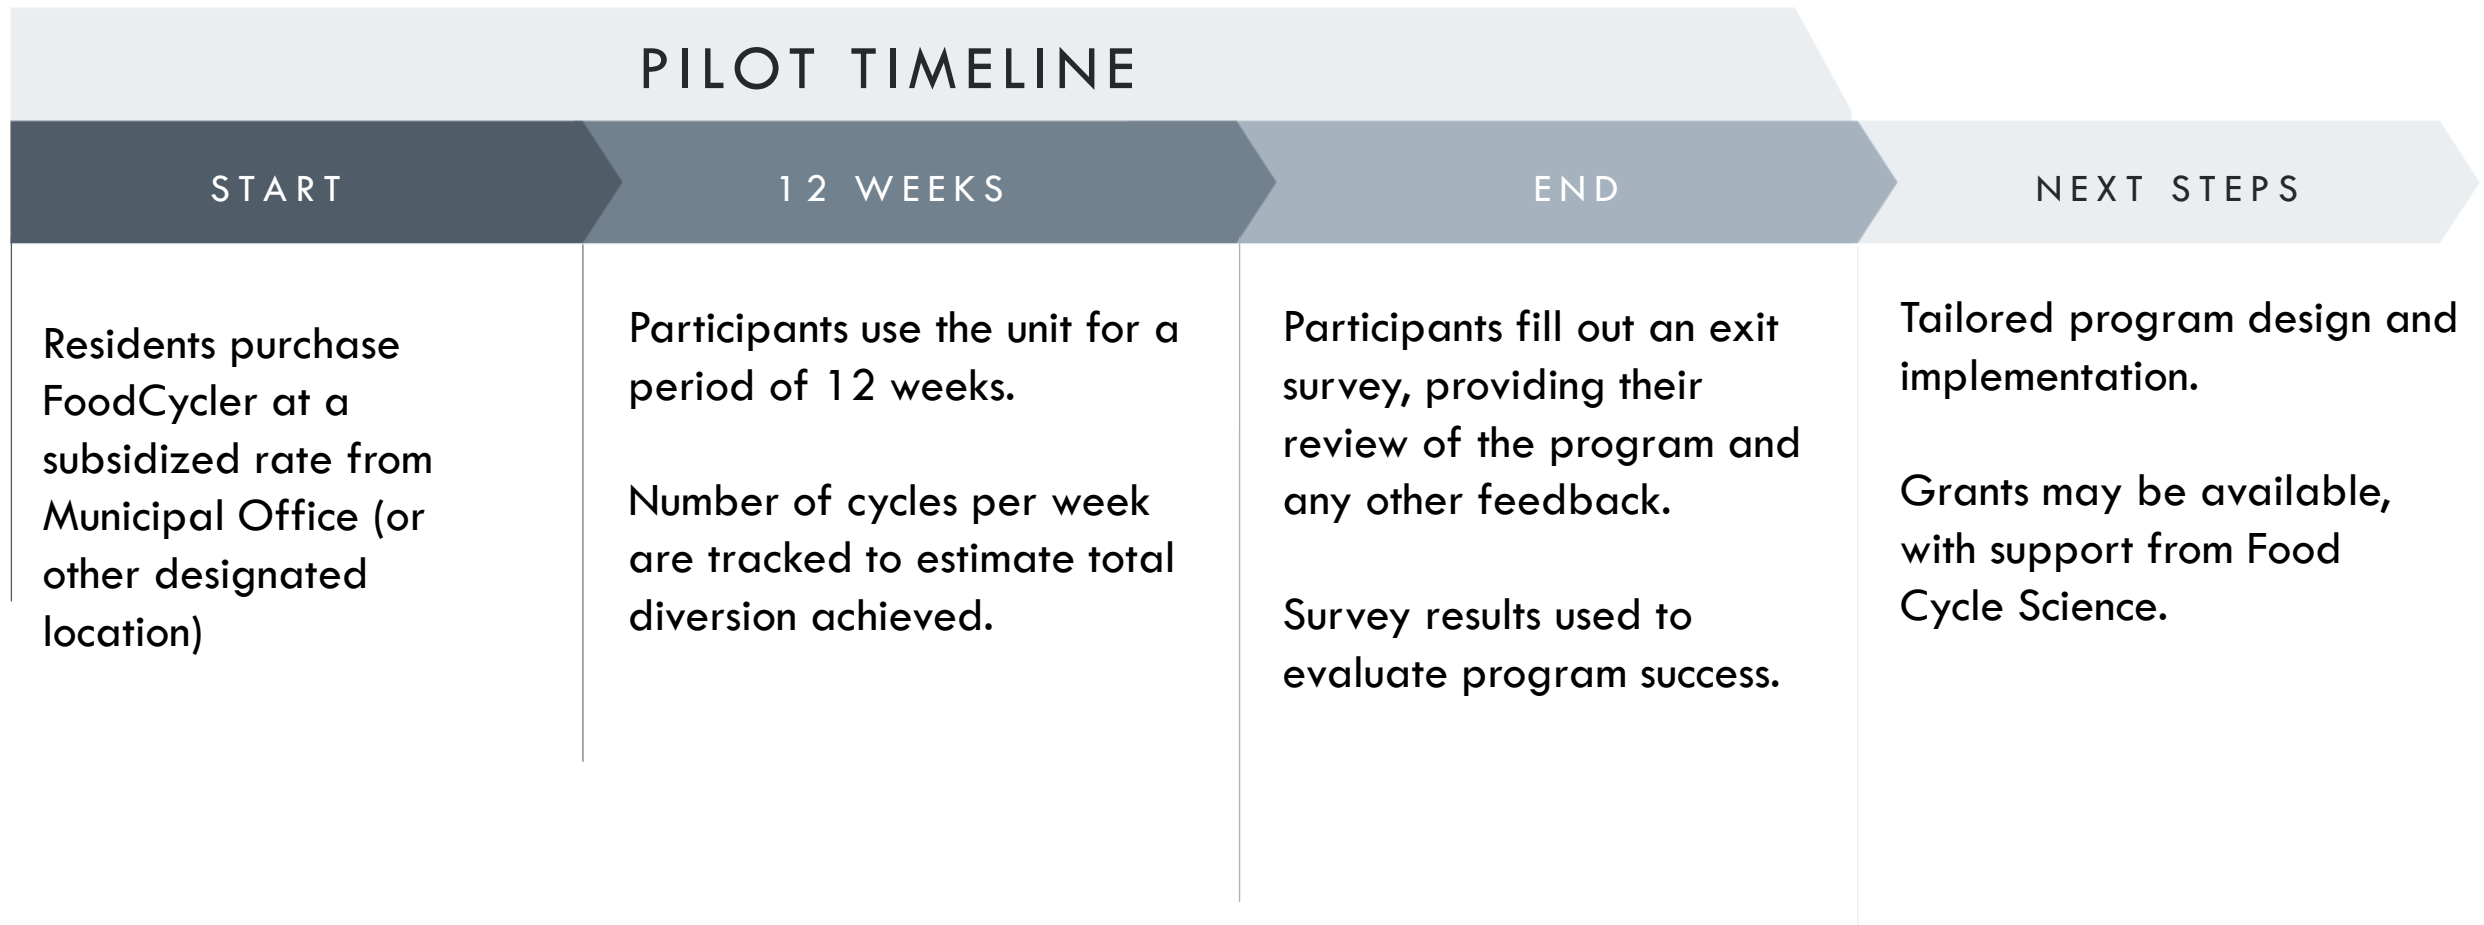 PILOT TIMELINE
START
12 WEEKS
END
NEXT STEPS
Residents purchase
FoodCycler at a
subsidized rate from
Municipal Office (or
other designated
location)
Participants use the unit for a
period of 12 weeks.
Number of cycles per week
are tracked to estimate total
diversion achieved.
Participants fill out an exit
survey, providing their
review of the program and
any other feedback.
Survey results used to
evaluate program success.
Tailored program design and
implementation.
Grants may be available,
with support from Food
Cycle Science.